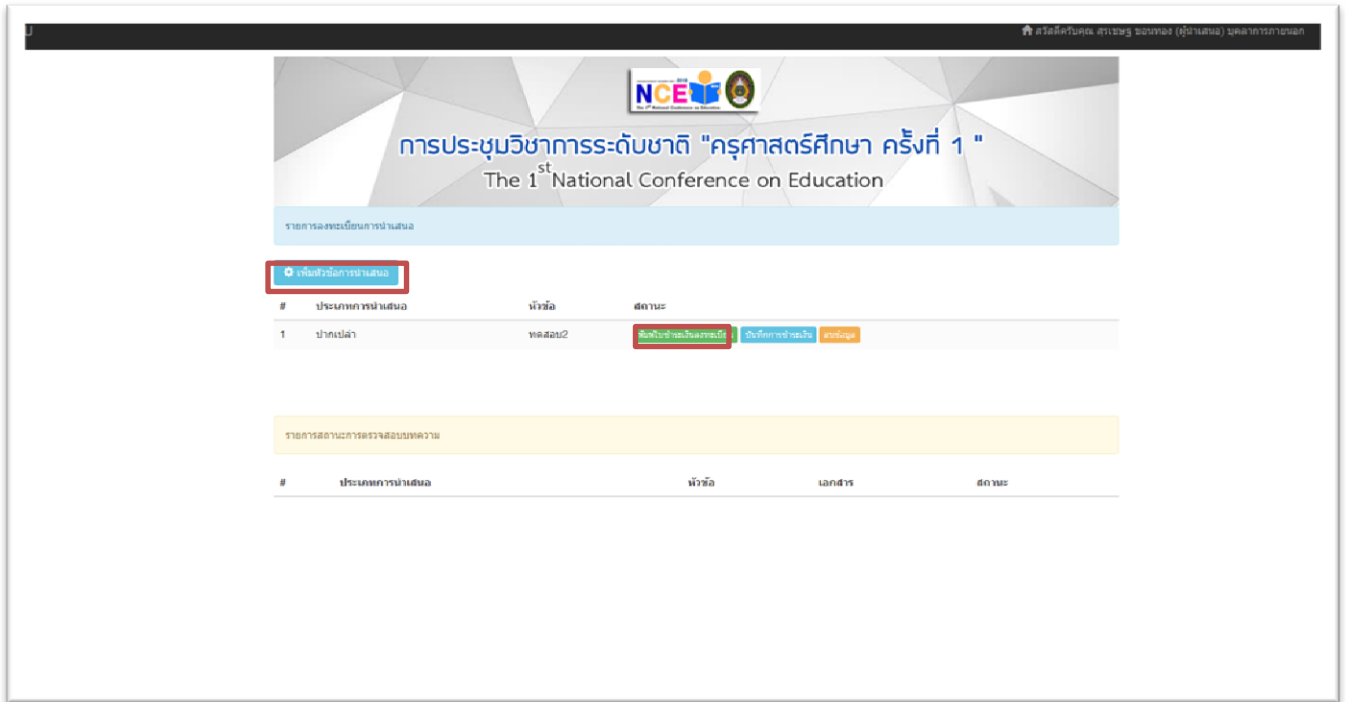 ป
สวัสดีครับคุณ สุรเชษฐ ขอนทอง (ผู้นำเสนอ) บุคลาการภายนอก
NCE
การประชุมวิชาการระดับชาติ "ครุศาสตร์ศึกษา ครั้งที่ 1 "
The 1st National Conference on Education
รายการลงทะเบียนการนำเสนอ
เพิ่มหัวข้อการนำเสนอ
# ประเภทการนำเสนอ หัวข้อ สถานะ
1 ปากเปล่า ทดสอบ2 พิมพ์ใบชำระเงินลงทะเบียน บันทึกการชำระเงิน ลบข้อมูล
รายการสถานะการตรวจสอบบทความ
# ประเภทการนำเสนอ หัวข้อ เอกสาร สถานะ